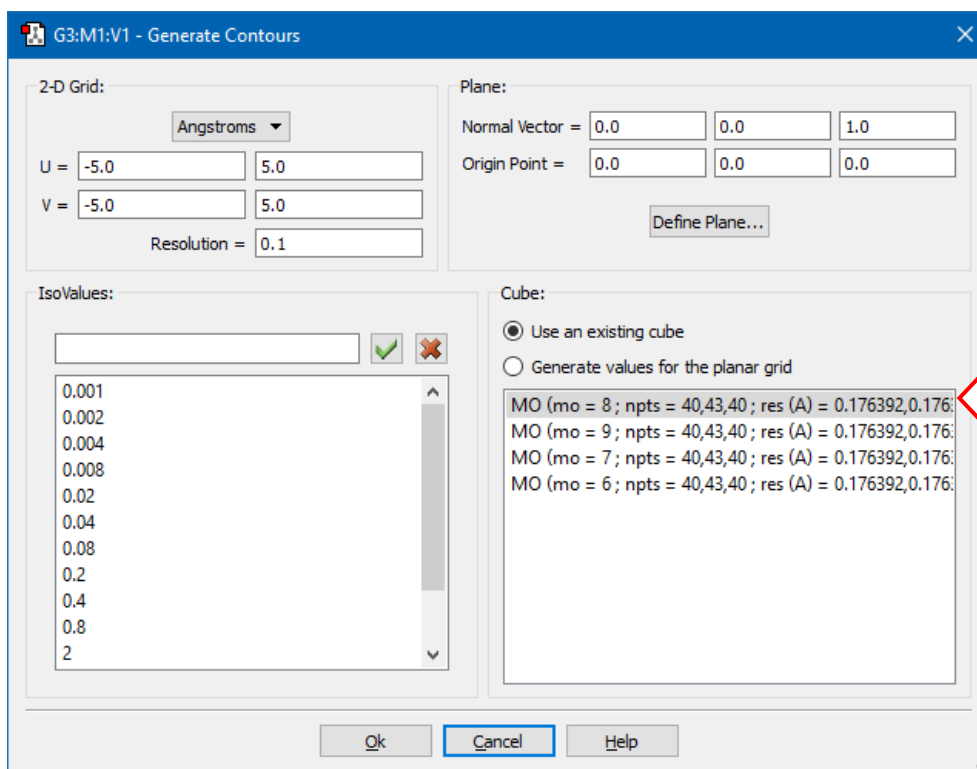 G3:M1:V1 - Generate Contours
2-D Grid:
Angstroms
U = -5.0 5.0
V = -5.0 5.0
Resolution = 0.1
Plane:
Normal Vector = 0.0 0.0 1.0
Origin Point = 0.0 0.0 0.0
Define Plane...
IsoValues:
0.001
0.002
0.004
0.008
0.02
0.04
0.08
0.2
0.4
0.8
2
Cube:
Use an existing cube
Generate values for the planar grid
MO (mo = 8 ; npts = 40,43,40 ; res (A) = 0.176392,0.176
MO (mo = 9 ; npts = 40,43,40 ; res (A) = 0.176392,0.176
MO (mo = 7 ; npts = 40,43,40 ; res (A) = 0.176392,0.176
MO (mo = 6 ; npts = 40,43,40 ; res (A) = 0.176392,0.176
Ok Cancel Help